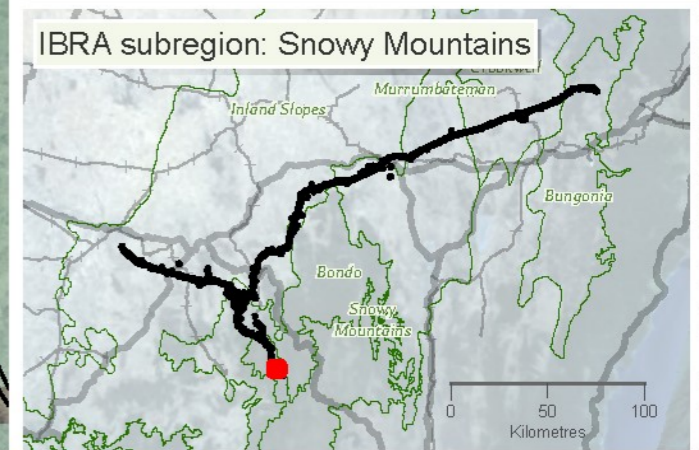 IBRA subregion: Snowy Mountains
Murrumbateman
Inland Slopes
Bungonia
Bondo
Snowy
Mountains
0 50 100
Kilometres